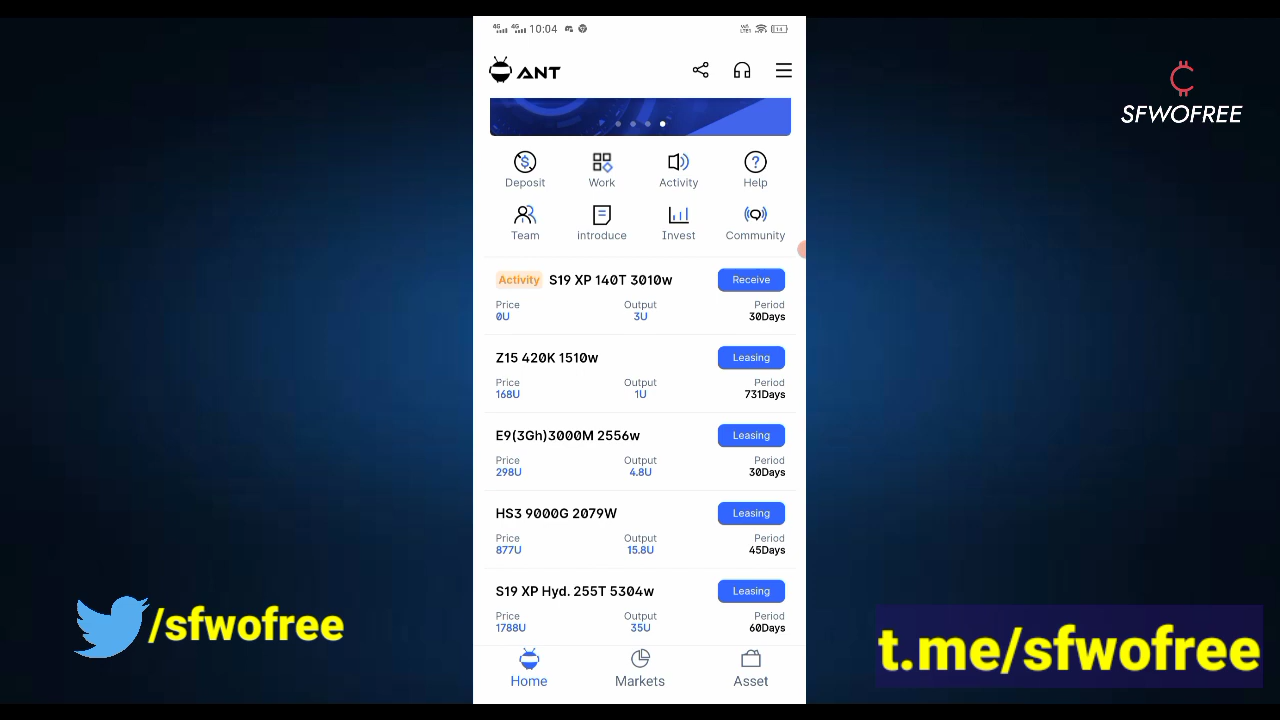 4G 4G 10:04
ANT
SFWOFREE
Deposit Work Activity Help
Team introduce Invest Community
Activity S19 XP 140T 3010w Receive
Price Output Period
0U 3U 30Days
Z15 420K 1510w Leasing
Price Output Period
168U 1U 731Days
E9(3Gh)3000M 2556w Leasing
Price Output Period
298U 4.8U 30Days
HS3 9000G 2079W Leasing
Price Output Period
877U 15.8U 45Days
S19 XP Hyd. 255T 5304w Leasing
Price Output Period
1788U 35U 60Days
Home Markets Asset
/sfwofree
t.me/sfwofree